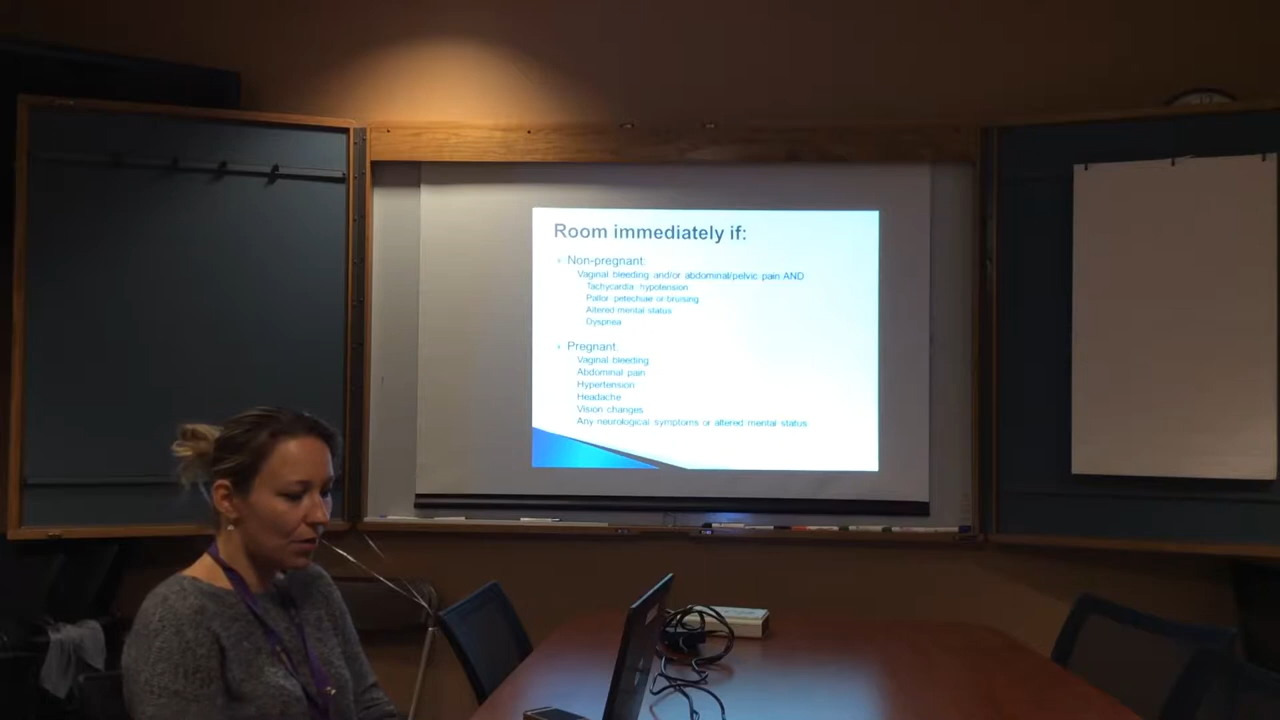 Room immediately if:
Non-pregnant:
Vaginal bleeding and/or abdominal/pelvic pain AND
Tachycardia hypotension
Pallor petechiae or bruising
Altered mental status
Dyspnea
Pregnant:
Vaginal bleeding
Abdominal pain
Hypertension
Headache
Vision changes
Any neurological symptoms or altered mental status